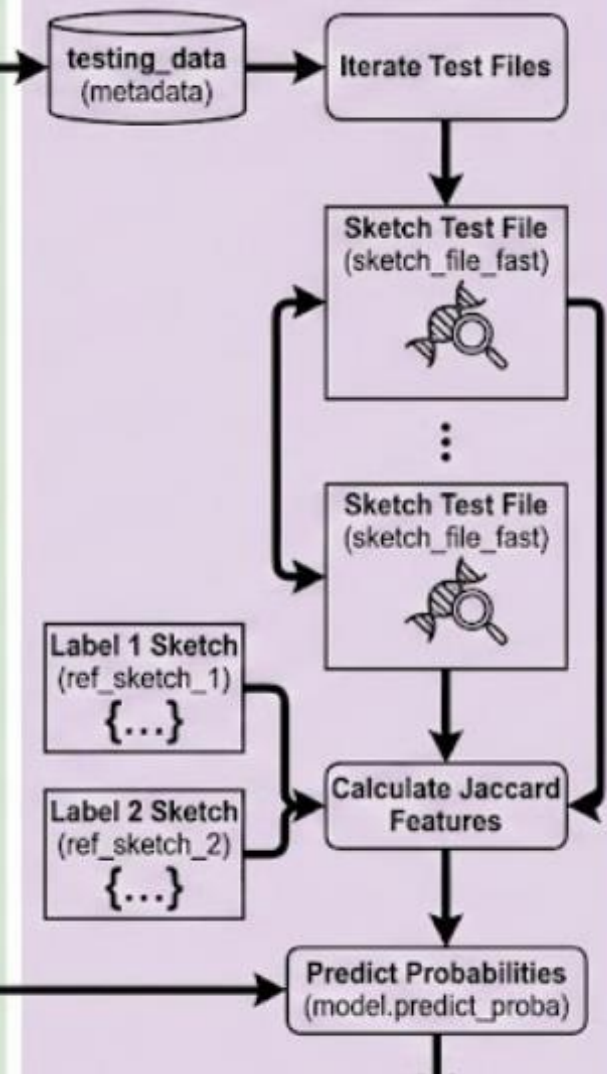 testing_data
(metadata)
Iterate Test Files
Sketch Test File
(sketch_file_fast)
⋮
Sketch Test File
(sketch_file_fast)
Label 1 Sketch
(ref_sketch_1)
{...}
Label 2 Sketch
(ref_sketch_2)
{...}
Calculate Jaccard
Features
Predict Probabilities
(model.predict_proba)